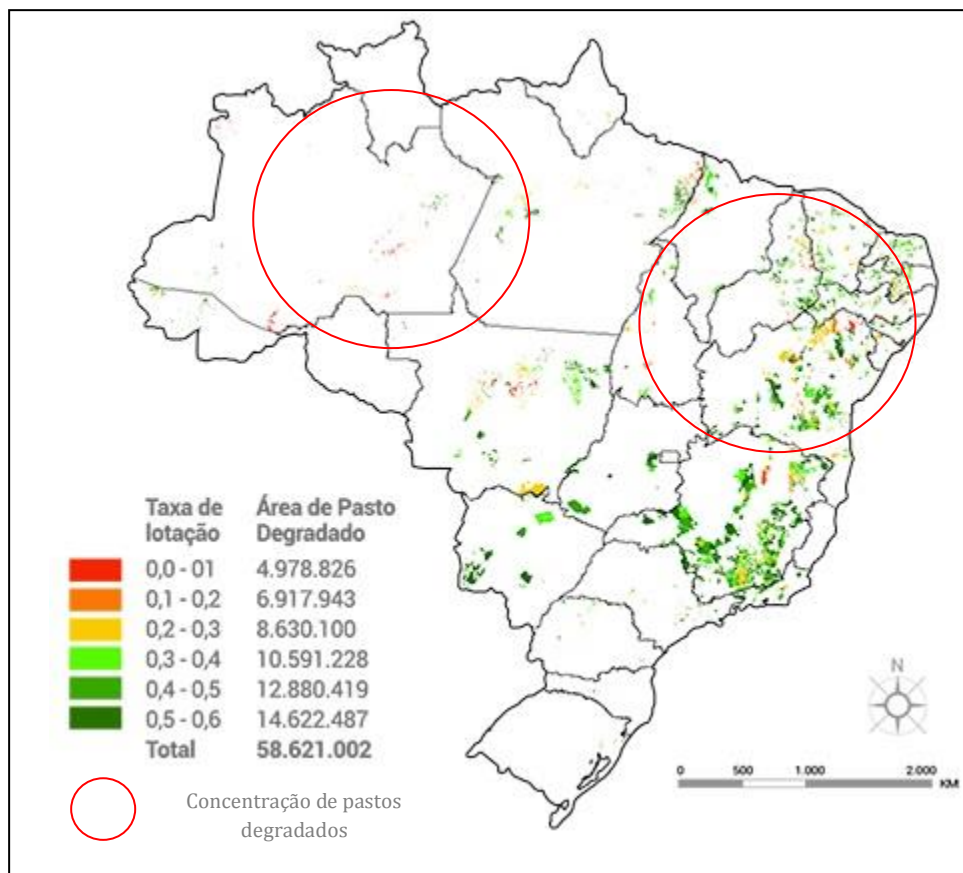 Taxa de lotação Área de Pasto Degradado
0,0 - 01 4.978.826
0,1 - 0,2 6.917.943
0,2 - 0,3 8.630.100
0,3 - 0,4 10.591.228
0,4 - 0,5 12.880.419
0,5 - 0,6 14.622.487
Total 58.621.002
Concentração de pastos
degradados
N
0 500 1.000 2.000
KM